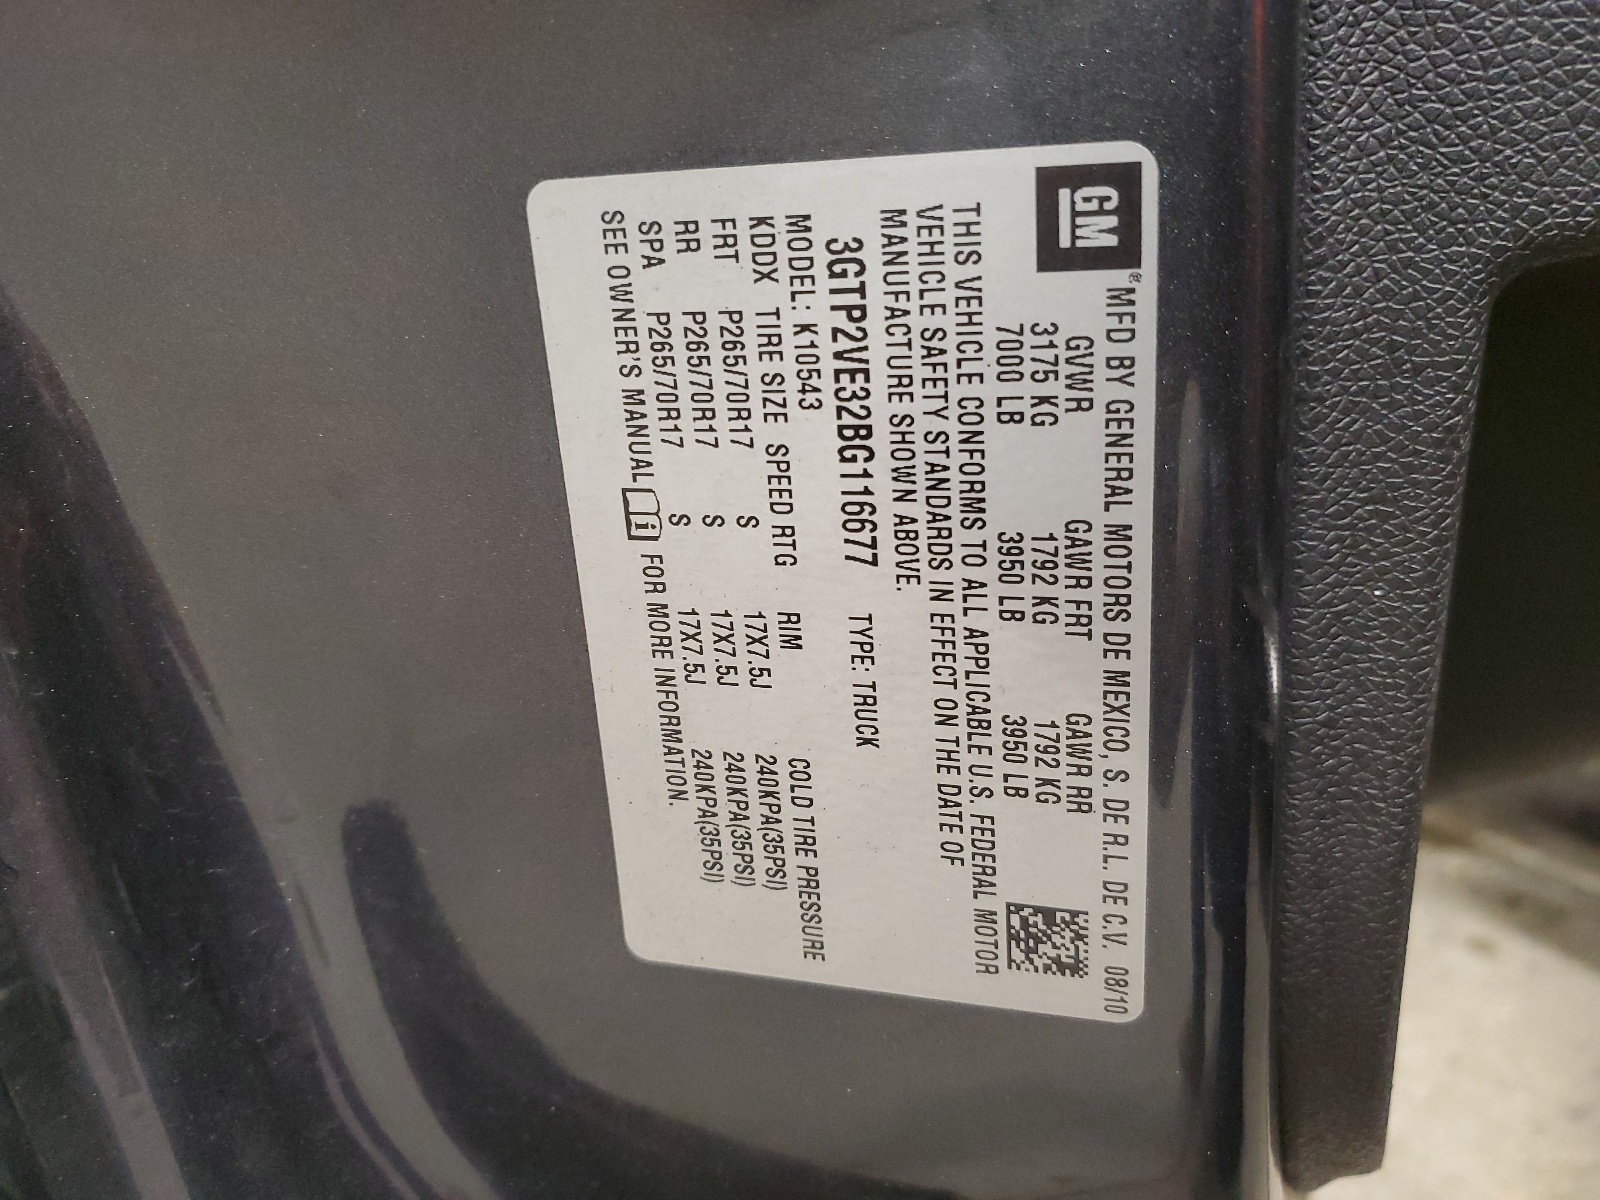 GM
® MFD BY GENERAL MOTORS DE MEXICO, S. DE R.L. DE C.V. 08/10
GVWR GAWR FRT GAWR RR
3175 KG 1792 KG 1792 KG
7000 LB 3950 LB 3950 LB
THIS VEHICLE CONFORMS TO ALL APPLICABLE U.S. FEDERAL MOTOR
VEHICLE SAFETY STANDARDS IN EFFECT ON THE DATE OF
MANUFACTURE SHOWN ABOVE.
3GTP2VE32BG116677 TYPE: TRUCK
MODEL: K10543
KDDX TIRE SIZE SPEED RTG RIM COLD TIRE PRESSURE
FRT P265/70R17 S 17X7.5J 240KPA(35PSI)
RR P265/70R17 S 17X7.5J 240KPA(35PSI)
SPA P265/70R17 S 17X7.5J 240KPA(35PSI)
SEE OWNER'S MANUAL i FOR MORE INFORMATION.